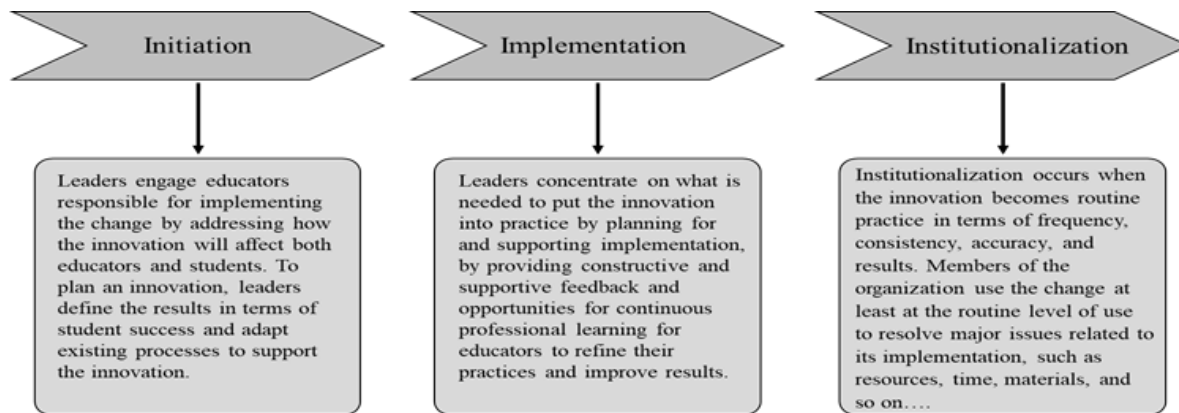 Initiation
Implementation
Institutionalization
Leaders engage educators
responsible for implementing
the change by addressing how
the innovation will affect both
educators and students. To
plan an innovation, leaders
define the results in terms of
student success and adapt
existing processes to support
the innovation.
Leaders concentrate on what is
needed to put the innovation
into practice by planning for
and supporting implementation,
by providing constructive and
supportive feedback and
opportunities for continuous
professional learning for
educators to refine their
practices and improve results.
Institutionalization occurs when
the innovation becomes routine
practice in terms of frequency,
consistency, accuracy, and
results. Members of the
organization use the change at
least at the routine level of use
to resolve major issues related to
its implementation, such as
resources, time, materials, and
so on….